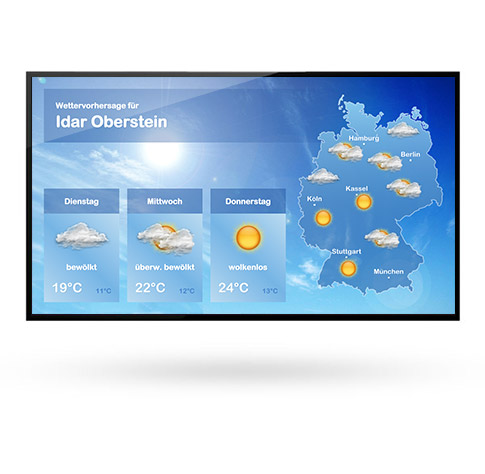 Wettervorhersage für
Idar Oberstein
Dienstag
bewölkt
19°C 11°C
Mittwoch
überw. bewölkt
22°C 12°C
Donnerstag
wolkenlos
24°C 13°C
Hamburg
Berlin
Kassel
Köln
Stuttgart
München